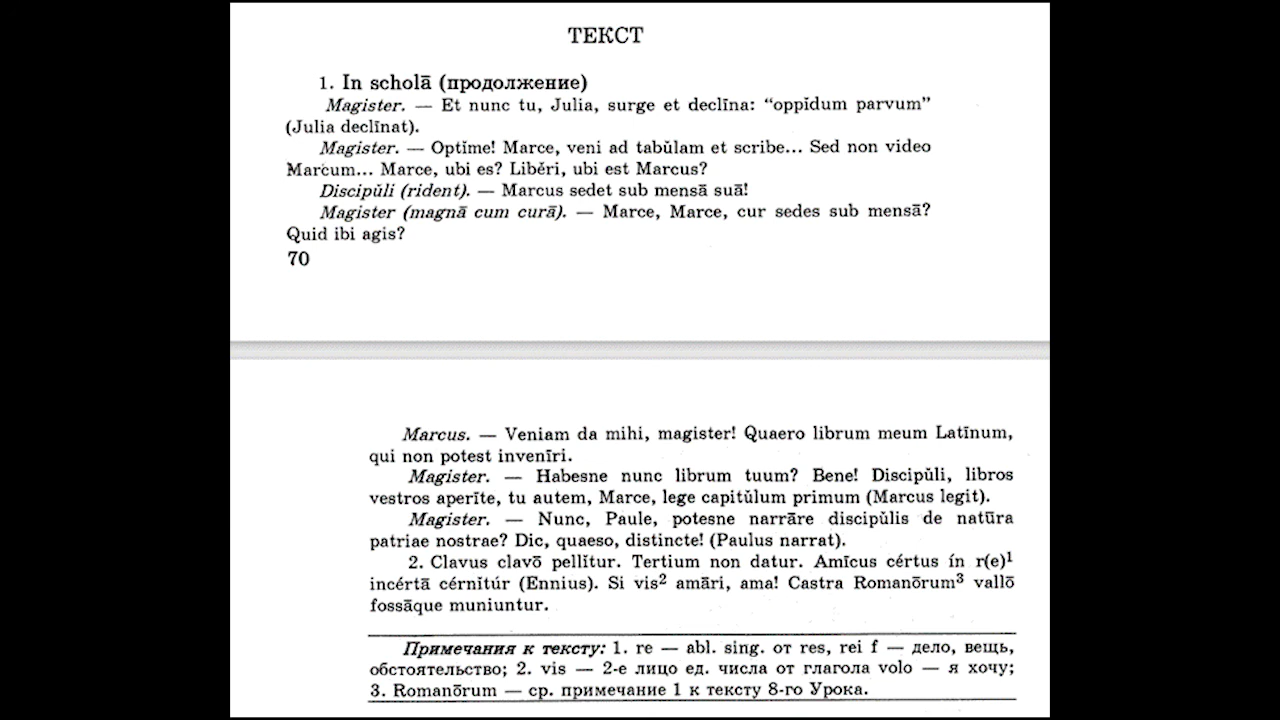 ТЕКСТ
1. In scholā (продолжение)
Magister. — Et nunc tu, Julia, surge et declīna: “oppĭdum parvum”
(Julia declīnat).
Magister. — Optĭme! Marce, veni ad tabŭlam et scribe... Sed non video
Marcum... Marce, ubi es? Libĕri, ubi est Marcus?
Discipŭli (rident). — Marcus sedet sub mensā suā!
Magister (magnā cum curā). — Marce, Marce, cur sedes sub mensā?
Quid ibi agis?
70
Marcus. — Veniam da mihi, magister! Quaero librum meum Latīnum,
qui non potest invenīri.
Magister. — Habesne nunc librum tuum? Bene! Discipŭli, libros
vestros aperīte, tu autem, Marce, lege capitŭlum primum (Marcus legit).
Magister. — Nunc, Paule, potesne narrāre discipŭlis de natūra
patriae nostrae? Dic, quaeso, distincte! (Paulus narrat).
2. Clavus clavō pellĭtur. Tertium non datur. Amīcus cértus ín r(e)¹
incértā cérnĭtúr (Ennius). Si vis² amāri, ama! Castra Romanōrum³ vallō
fossāque muniuntur.
Примечания к тексту: 1. re — abl. sing. от res, rei f — дело, вещь,
обстоятельство; 2. vis — 2-е лицо ед. числа от глагола volo — я хочу;
3. Romanōrum — ср. примечание 1 к тексту 8-го Урока.